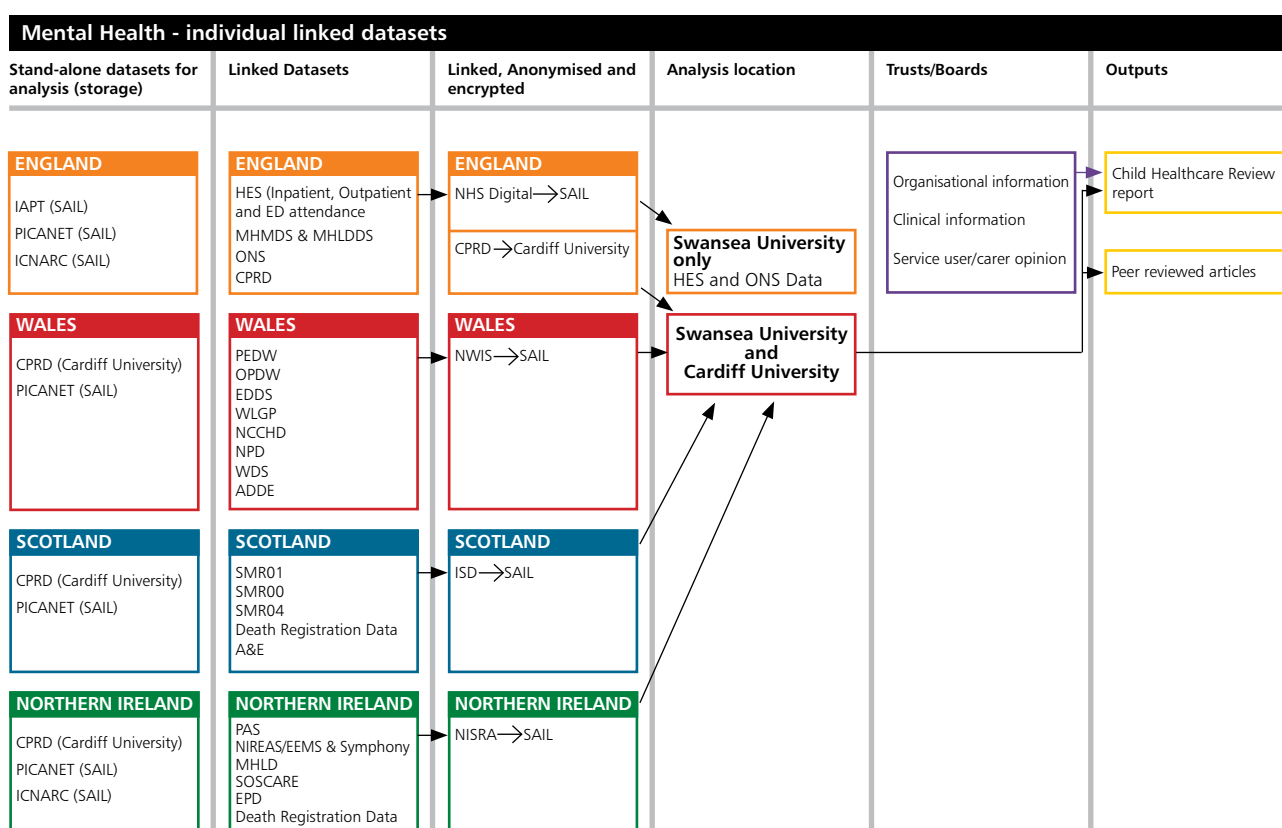 Mental Health - individual linked datasets
Stand-alone datasets for
analysis (storage)
Linked Datasets
Linked, Anonymised and
encrypted
Analysis location
Trusts/Boards
Outputs
ENGLAND
IAPT (SAIL)
PICANET (SAIL)
ICNARC (SAIL)
ENGLAND
HES (Inpatient, Outpatient
and ED attendance
MHMDS & MHLDDS
ONS
CPRD
ENGLAND
NHS Digital→SAIL
CPRD→Cardiff University
Swansea University
only
HES and ONS Data
Organisational information
Clinical information
Service user/carer opinion
Child Healthcare Review
report
Peer reviewed articles
WALES
CPRD (Cardiff University)
PICANET (SAIL)
WALES
PEDW
OPDW
EDDS
WLGP
NCCHD
NPD
WDS
ADDE
WALES
NWIS→SAIL
Swansea University
and
Cardiff University
SCOTLAND
CPRD (Cardiff University)
PICANET (SAIL)
SCOTLAND
SMR01
SMR00
SMR04
Death Registration Data
A&E
SCOTLAND
ISD→SAIL
NORTHERN IRELAND
CPRD (Cardiff University)
PICANET (SAIL)
ICNARC (SAIL)
NORTHERN IRELAND
PAS
NIREAS/EEMS & Symphony
MHLD
SOSCARE
EPD
Death Registration Data
NORTHERN IRELAND
NISRA→SAIL